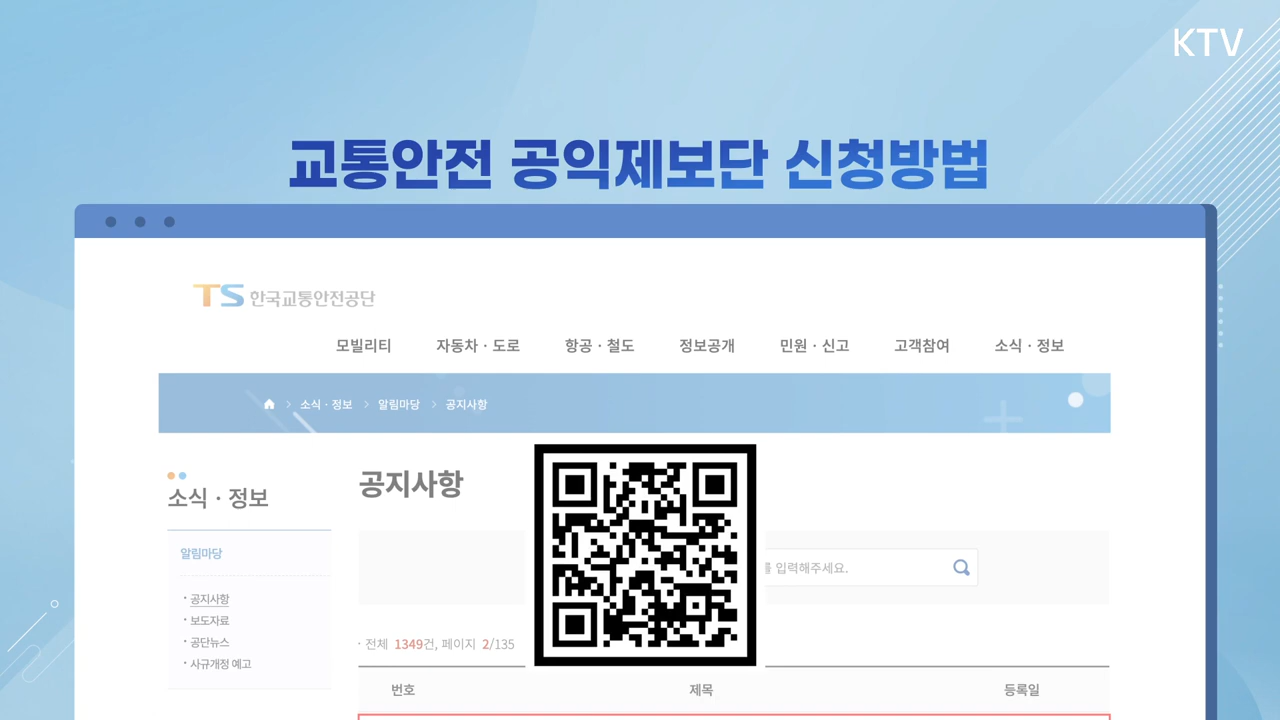 KTV
교통안전 공익제보단 신청방법
TS 한국교통안전공단
모빌리티 자동차 · 도로 항공 · 철도 정보공개 민원 · 신고 고객참여 소식 · 정보
소식 · 정보 > 알림마당 > 공지사항
소식 · 정보
알림마당
· 공지사항
· 보도자료
· 공단뉴스
· 사규개정 예고
공지사항
를 입력해주세요.
· 전체 1349건, 페이지 2/135
번호 제목 등록일